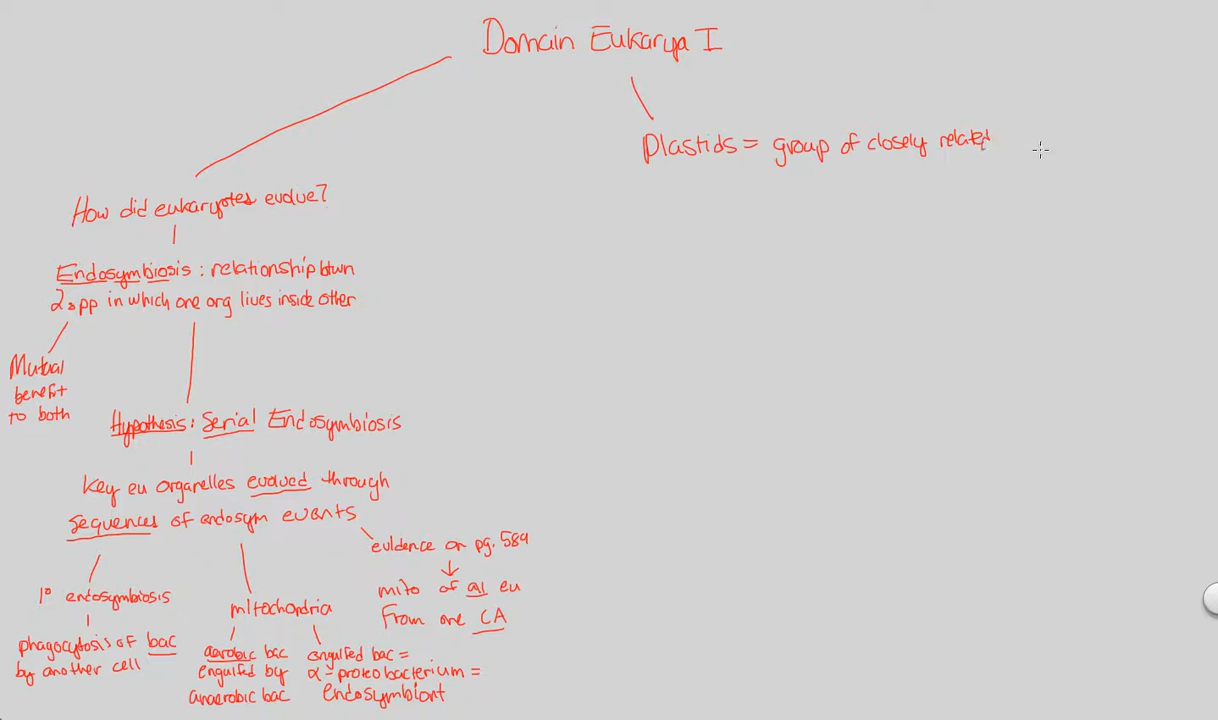 Domain Eukarya I
Plastids = group of closely related
How did eukaryotes evolve?
Endosymbiosis : relationship btwn
2 spp in which one org lives inside other
Mutual
benefit
to both
Hypothesis : Serial Endosymbiosis
Key eu organelles evolved through
sequences of endosym events
evidence on pg. 589
mito of all eu
From one CA
1° endosymbiosis
phagocytosis of bac
by another cell
mitochondria
aerobic bac
engulfed by
anaerobic bac
engulfed bac =
α-proteobacterium =
endosymbiont